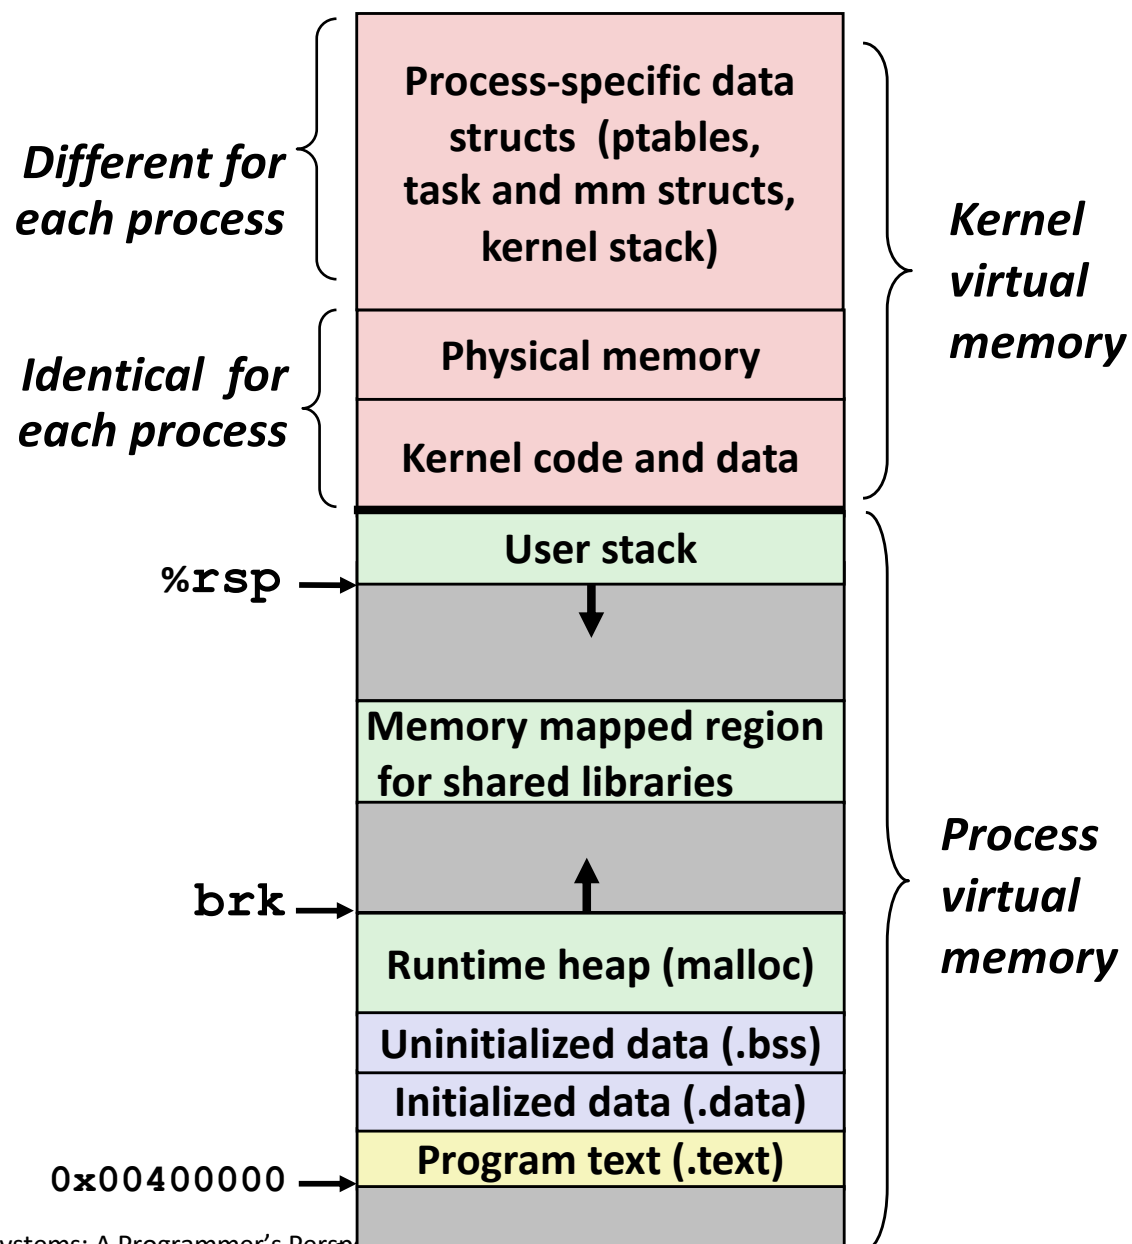 Process-specific data
structs (ptables,
task and mm structs,
kernel stack)
Different for
each process
Kernel
virtual
memory
Physical memory
Identical for
each process
Kernel code and data
User stack
%rsp
Memory mapped region
for shared libraries
Process
virtual
memory
brk
Runtime heap (malloc)
Uninitialized data (.bss)
Initialized data (.data)
Program text (.text)
0x00400000
ystems: A Programmer's